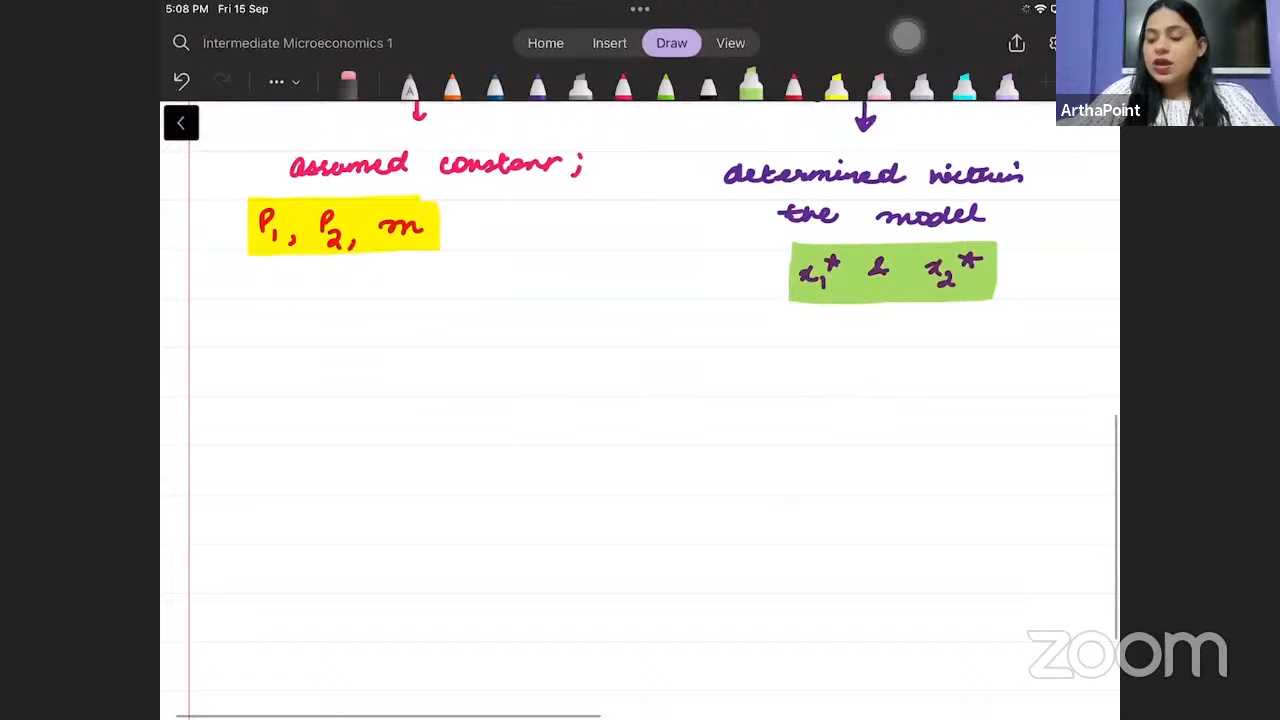 5:08 PM Fri 15 Sep
Intermediate Microeconomics 1
Home Insert Draw View
A
ArthaPoint
assumed constant;
P1, P2, m
determined within
the model
x1* & x2*
zoom